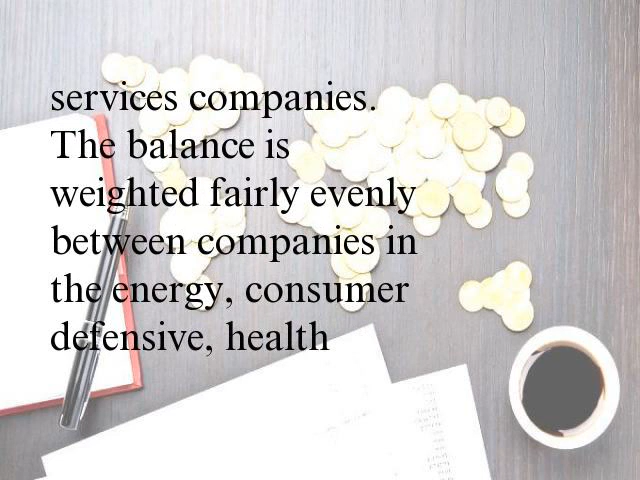 services companies.
The balance is
weighted fairly evenly
between companies in
the energy, consumer
defensive, health